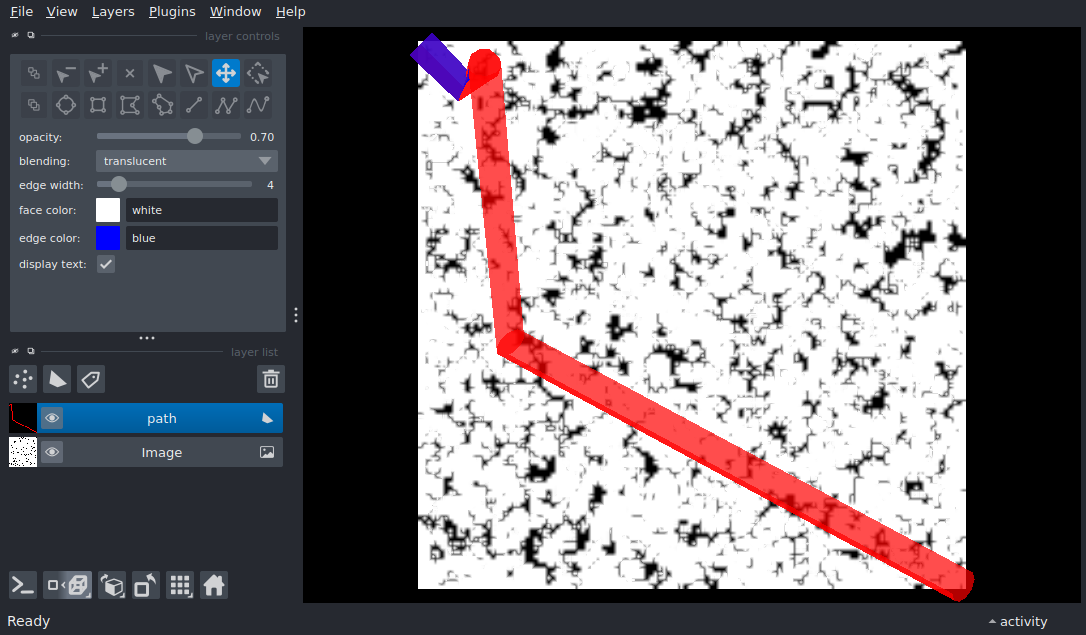 File View Layers Plugins Window Help
layer controls
opacity: 0.70
blending: translucent
edge width: 4
face color: white
edge color: blue
display text:
layer list
path
Image
Ready activity